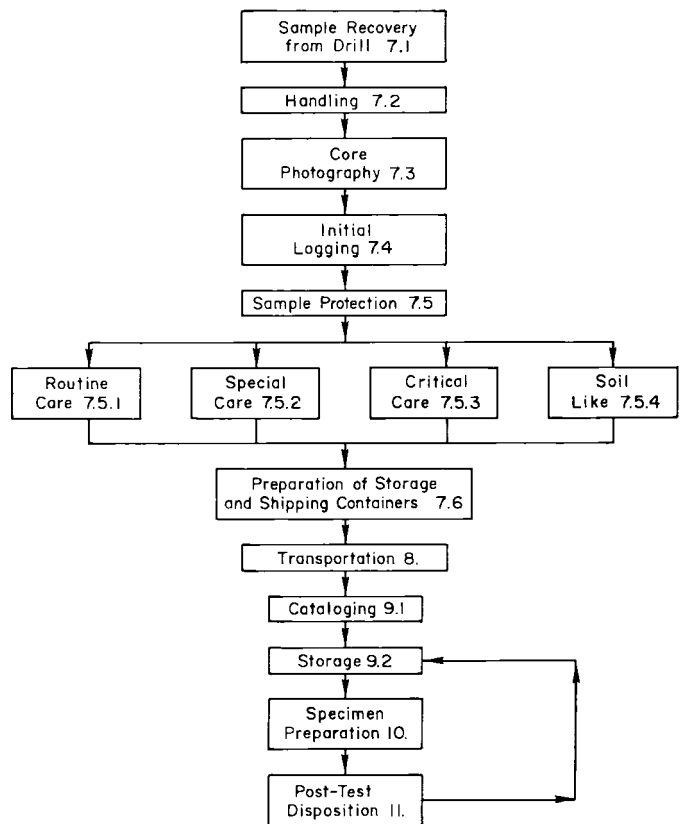 Sample Recovery
from Drill 7.1
Handling 7.2
Core
Photography 7.3
Initial
Logging 7.4
Sample Protection 7.5
Routine
Care 7.5.1
Special
Care 7.5.2
Critical
Care 7.5.3
Soil
Like 7.5.4
Preparation of Storage
and Shipping Containers 7.6
Transportation 8.
Cataloging 9.1
Storage 9.2
Specimen
Preparation 10.
Post-Test
Disposition 11.